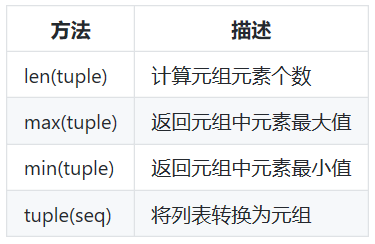 方法 描述
len(tuple) 计算元组元素个数
max(tuple) 返回元组中元素最大值
min(tuple) 返回元组中元素最小值
tuple(seq) 将列表转换为元组